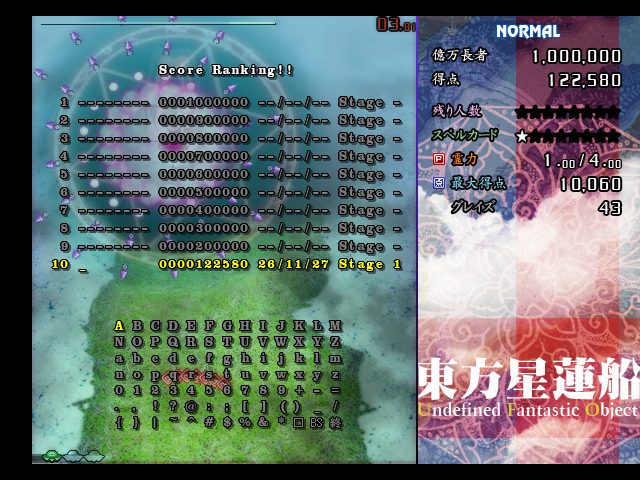 03.81
Score Ranking!!
1 -------- 0001000000 --/--/-- Stage -
2 -------- 0000900000 --/--/-- Stage -
3 -------- 0000800000 --/--/-- Stage -
4 -------- 0000700000 --/--/-- Stage -
5 -------- 0000600000 --/--/-- Stage -
6 -------- 0000500000 --/--/-- Stage -
7 -------- 0000400000 --/--/-- Stage -
8 -------- 0000300000 --/--/-- Stage -
9 -------- 0000200000 --/--/-- Stage -
10 _ 0000122580 26/11/27 Stage 1
A B C D E F G H I J K L M
N O P Q R S T U V W X Y Z
a b c d e f g h i j k l m
n o p q r s t u v w x y z
0 1 2 3 4 5 6 7 8 9 + - =
. , ! ? @ : ; [ ] ( ) _ /
{ } | ~ ^ # $ % & * □ BS 終
NORMAL
億万長者 1,000,000
得点 122,580
残り人数 ★★★★★★★★
スペルカード ★★★★★★★★
P 霊力 1.00/4.00
点 最大得点 10,060
グレイズ 43
東方星蓮船
Undefined Fantastic Object